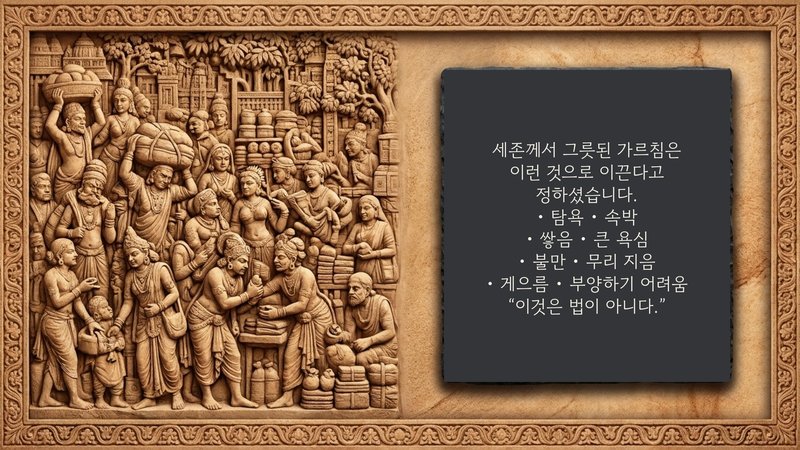 세존께서 그릇된 가르침은
이런 것으로 이끈다고
정하셨습니다.
• 탐욕 • 속박
• 쌓음 • 큰 욕심
• 불만 • 무리 지음
• 게으름 • 부양하기 어려움
“이것은 법이 아니다.”